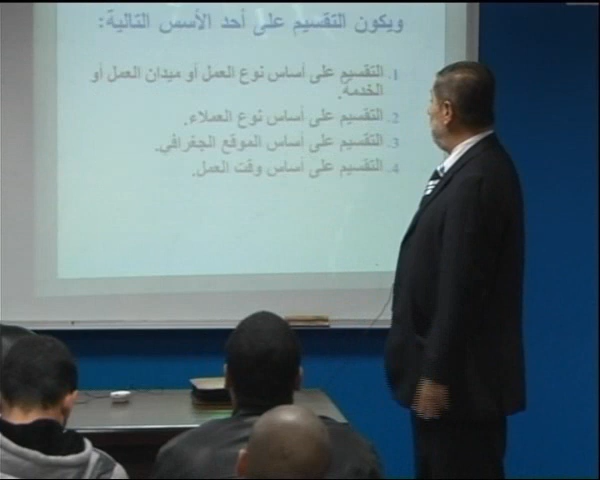 ويكون التقسيم على أحد الأسس التالية:
1. التقسيم على أساس نوع العمل أو ميدان العمل أو
الخدمة.
2. التقسيم على أساس نوع العملاء.
3. التقسيم على أساس الموقع الجغرافي.
4. التقسيم على أساس وقت العمل.